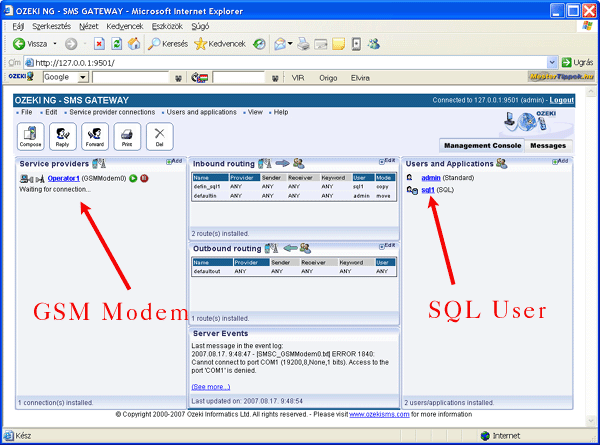 OZEKI NG - SMS GATEWAY - Microsoft Internet Explorer
Fájl Szerkesztés Nézet Kedvencek Eszközök Súgó
Vissza Keresés Kedvencek
Cím http://127.0.0.1:9501/ Ugrás
OZEKI Google VIR Origo Elvira MasterTippek.hu
OZEKI NG - SMS GATEWAY Connected to 127.0.0.1:9501 (admin) - Logout
File Edit Service provider connections Users and applications View Help
OZEKI
Compose Reply Forward Print Del
Management Console Messages
Service providers Add
Operator1 (GSMModem0)
Waiting for connection...
GSM Modem
1 connection(s) installed.
Inbound routing Edit
Name Provider Sender Receiver Keyword User Mode
defin_sql1 ANY ANY ANY ANY sql1 copy
defaultin ANY ANY ANY ANY admin move
2 route(s) installed.
Outbound routing Edit
Name Provider Sender Receiver Keyword User
defaultout ANY ANY ANY ANY ANY
1 route(s) installed.
Server Events
Last message in the event log:
2007.08.17. 9:48:47 - [SMSC_GSMModem0.txt] ERROR 1840:
Cannot connect to port COM1 (19200,8,None,1 bits). Access to the
port 'COM1' is denied.
(See more...)
Last updated on: 2007.08.17. 9:48:54
Users and Applications Add
admin (Standard)
sql1 (SQL)
SQL User
2 users/applications installed.
© Copyright 2000-2007 Ozeki Informatics Ltd. All rights reserved. - Please visit www.ozekisms.com for more information
Kész Internet